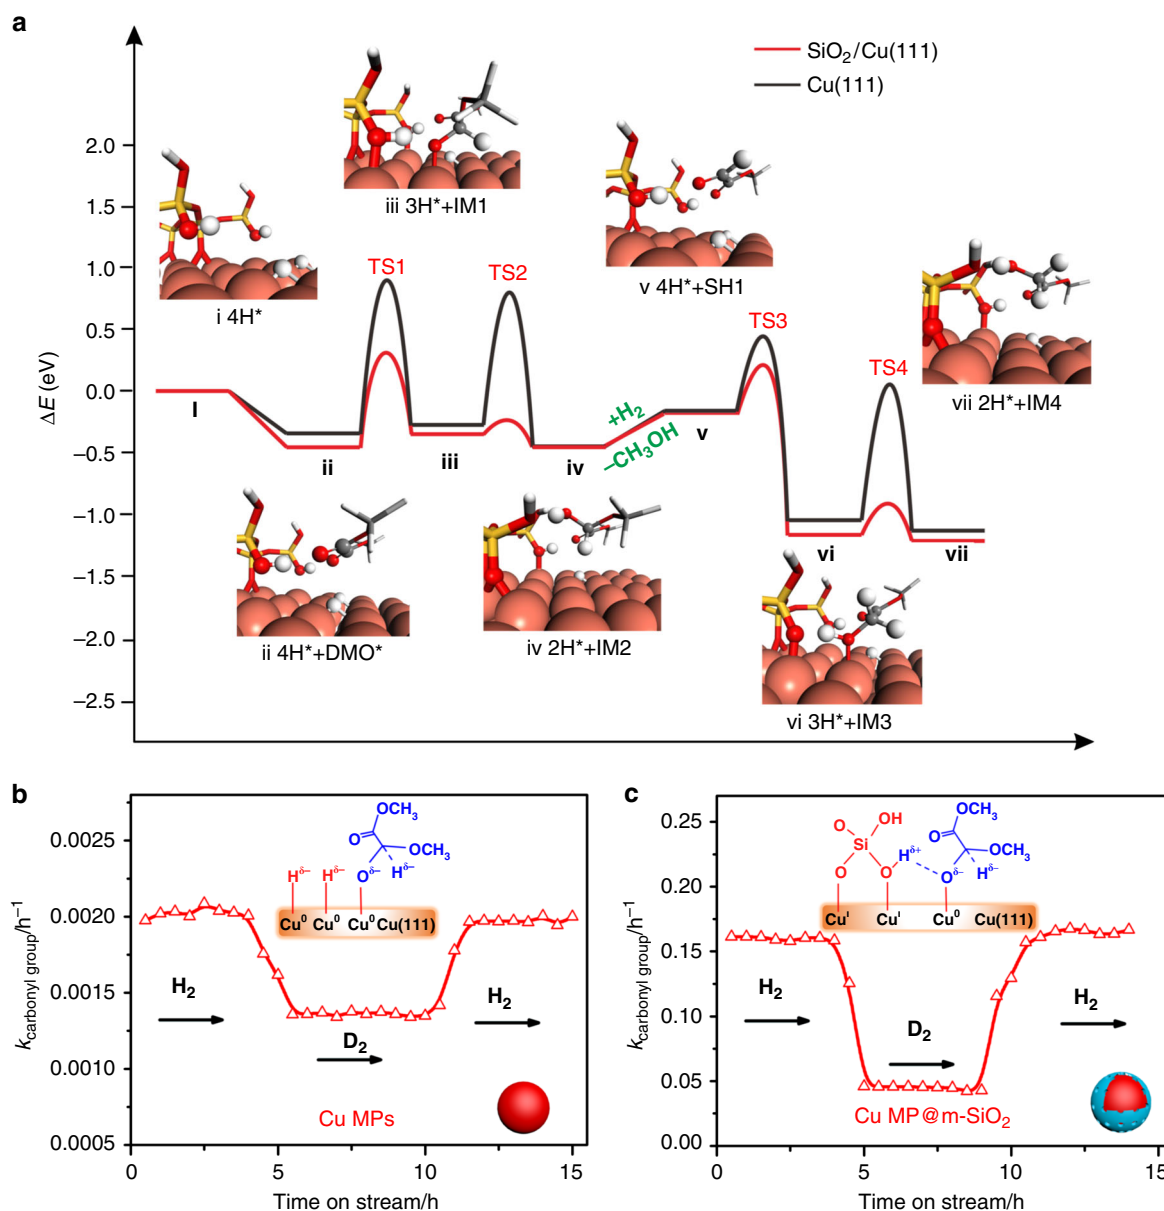 a
SiO2/Cu(111)
Cu(111)
2.0
1.5
1.0
0.5
0.0
−0.5
−1.0
−1.5
−2.0
−2.5
ΔE (eV)
iii 3H*+IM1
i 4H*
v 4H*+SH1
vii 2H*+IM4
TS1
TS2
TS3
TS4
I
ii
iii
iv
+H2
−CH3OH
v
vi
vii
ii 4H*+DMO*
iv 2H*+IM2
vi 3H*+IM3
b
0.0025
0.0020
0.0015
0.0010
0.0005
kcarbonyl group/h−1
OCH3
O
OCH3
Hδ− Hδ− Oδ− Hδ−
Cu0 Cu0 Cu0 Cu(111)
H2
D2
H2
Cu MPs
0 5 10 15
Time on stream/h
c
0.25
0.20
0.15
0.10
0.05
0.00
kcarbonyl group/h−1
O OH
Si
Hδ+
O O
OCH3
O
OCH3
Oδ− Hδ−
CuI CuI Cu0 Cu(111)
H2
D2
H2
Cu MP@m-SiO2
0 5 10 15
Time on stream/h